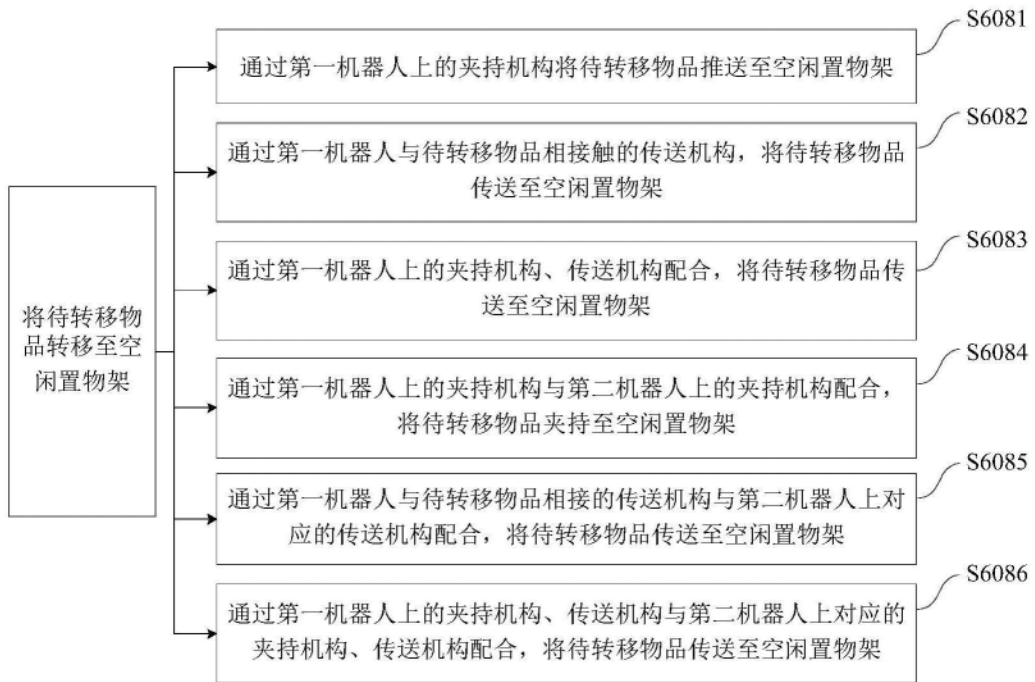 将待转移物
品转移至空
闲置物架
S6081
通过第一机器人上的夹持机构将待转移物品推送至空闲置物架
S6082
通过第一机器人与待转移物品相接触的传送机构，将待转移物品
传送至空闲置物架
S6083
通过第一机器人上的夹持机构、传送机构配合，将待转移物品传
送至空闲置物架
S6084
通过第一机器人上的夹持机构与第二机器人上的夹持机构配合，
将待转移物品夹持至空闲置物架
S6085
通过第一机器人与待转移物品相接的传送机构与第二机器人上对
应的传送机构配合，将待转移物品传送至空闲置物架
S6086
通过第一机器人上的夹持机构、传送机构与第二机器人上对应的
夹持机构、传送机构配合，将待转移物品传送至空闲置物架